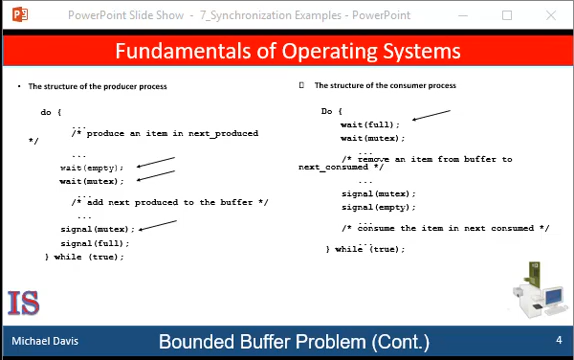 PowerPoint Slide Show - 7_Synchronization Examples - PowerPoint
Fundamentals of Operating Systems
• The structure of the producer process
do {
...
/* produce an item in next_produced
*/
...
wait(empty);
wait(mutex);
...
/* add next produced to the buffer */
...
signal(mutex);
signal(full);
} while (true);
The structure of the consumer process
Do {
wait(full);
wait(mutex);
...
/* remove an item from buffer to
next_consumed */
...
signal(mutex);
signal(empty);
...
/* consume the item in next consumed */
...
} while (true);
IS
Michael Davis
Bounded Buffer Problem (Cont.)
4